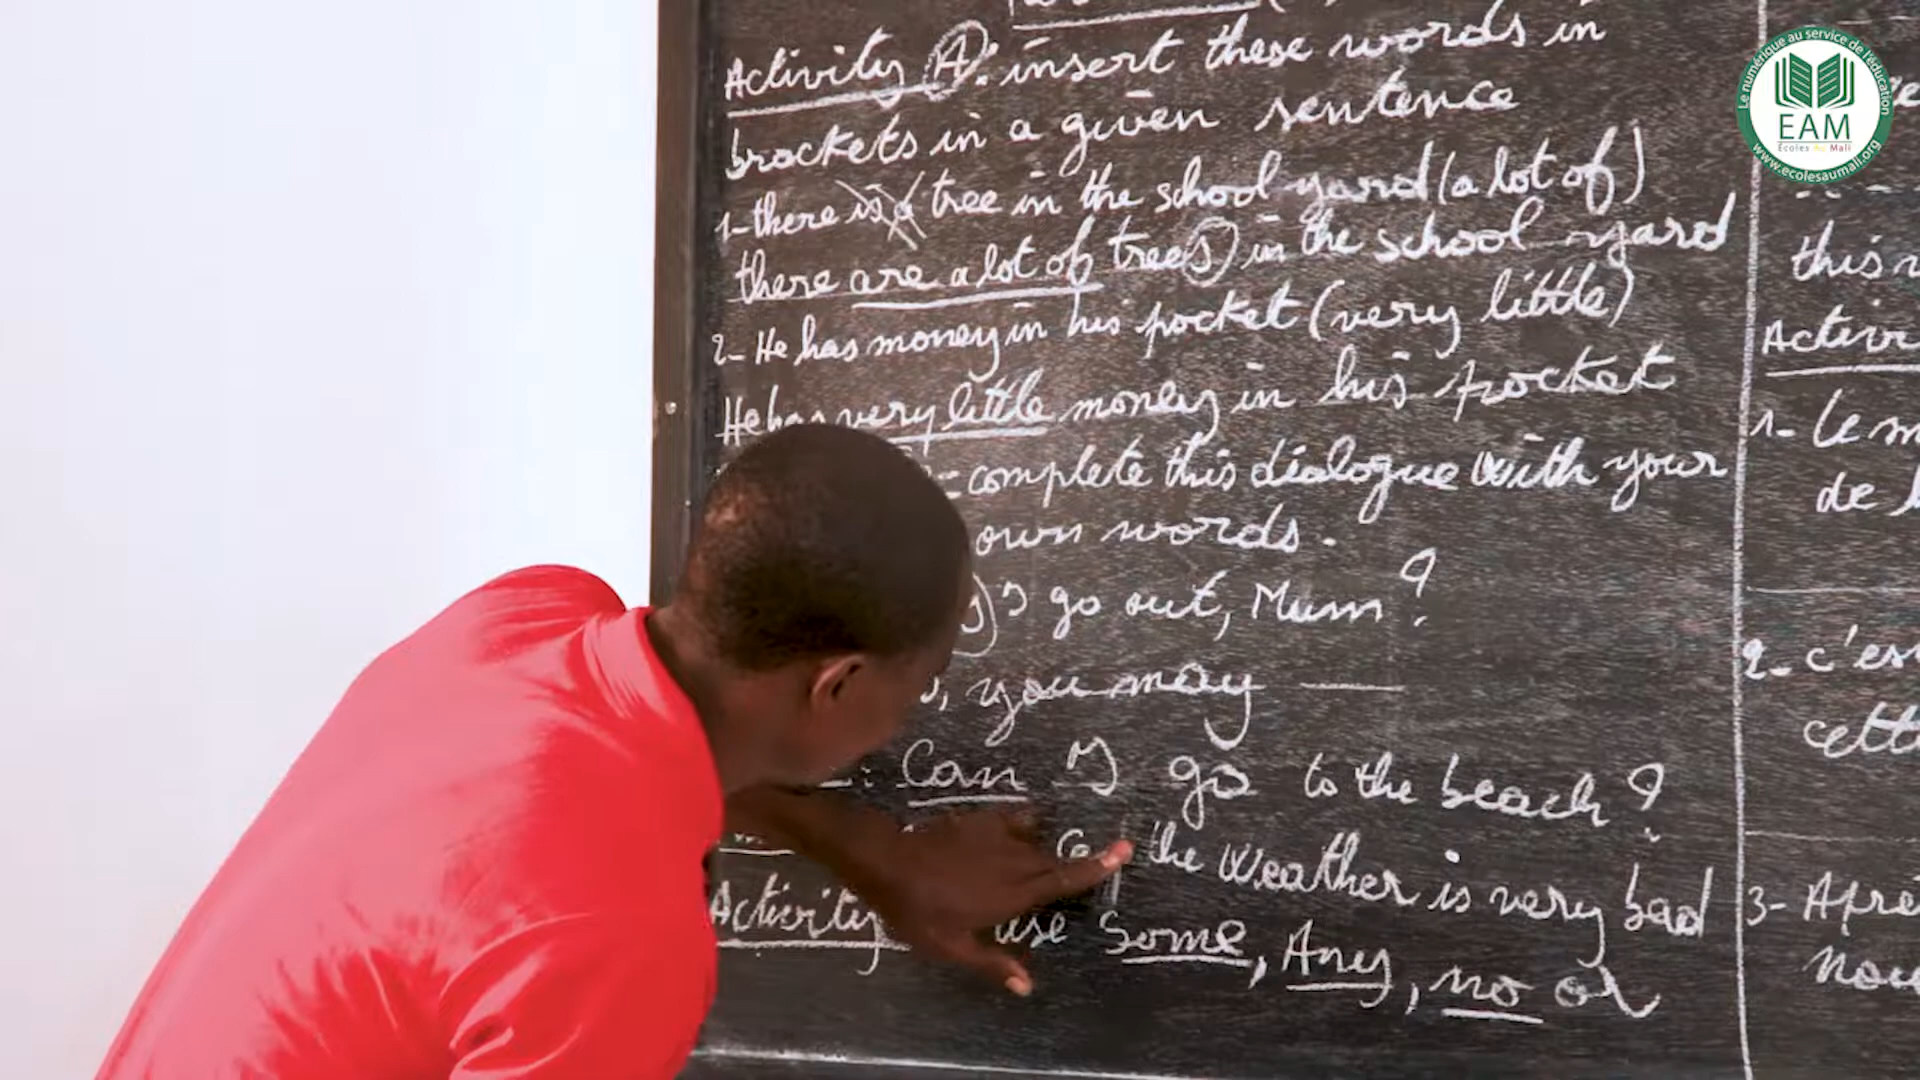 Activity A: insert these words in
brackets in a given sentence
1- there is a tree in the school yard (a lot of)
there are a lot of trees in the school yard
2- He has money in his pocket (very little)
He has very little money in his pocket
= complete this dialogue with your
own words.
I go out, Mum?
, you may
: Can I go to the beach?
the weather is very bad
Activity use Some, Any, no or
this
Activi
1- Le m
de l
2- c'es
cett
3- Aprè
nou
Le numérique au service de l'éducation
EAM
Écoles Au Mali
www.ecolesaumali.org